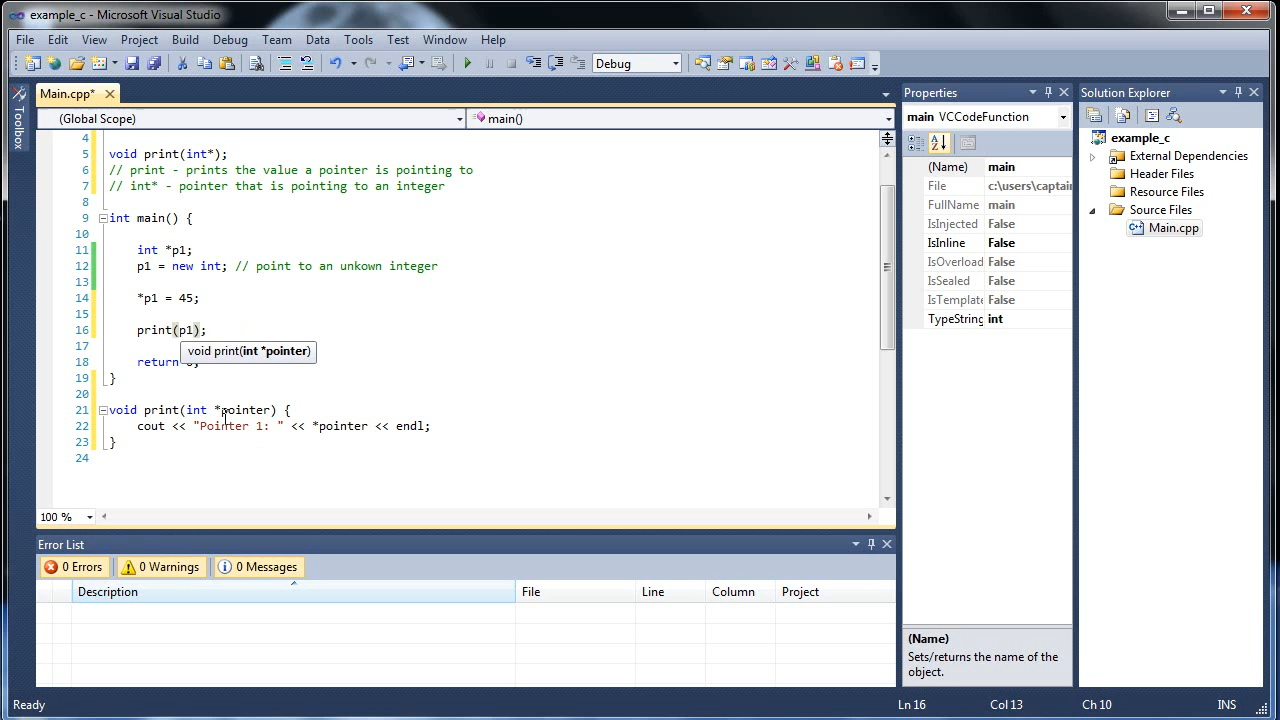 example_c - Microsoft Visual Studio
File Edit View Project Build Debug Team Data Tools Test Window Help
Debug
Toolbox
Main.cpp*
(Global Scope) main()
4
5 void print(int*);
6 // print - prints the value a pointer is pointing to
7 // int* - pointer that is pointing to an integer
8
9 int main() {
10
11 int *p1;
12 p1 = new int; // point to an unkown integer
13
14 *p1 = 45;
15
16 print(p1);
void print(int *pointer)
17
18 return
19 }
20
21 void print(int *pointer) {
22 cout << "Pointer 1: " << *pointer << endl;
23 }
24
100 %
Error List
0 Errors 0 Warnings 0 Messages
Description File Line Column Project
Properties
main VCCodeFunction
(Name) main
File c:\users\captain
FullName main
IsInjected False
IsInline False
IsOverload False
IsSealed False
IsTemplate False
TypeString int
(Name)
Sets/returns the name of the
object.
Solution Explorer
example_c
External Dependencies
Header Files
Resource Files
Source Files
Main.cpp
Ready Ln 16 Col 13 Ch 10 INS